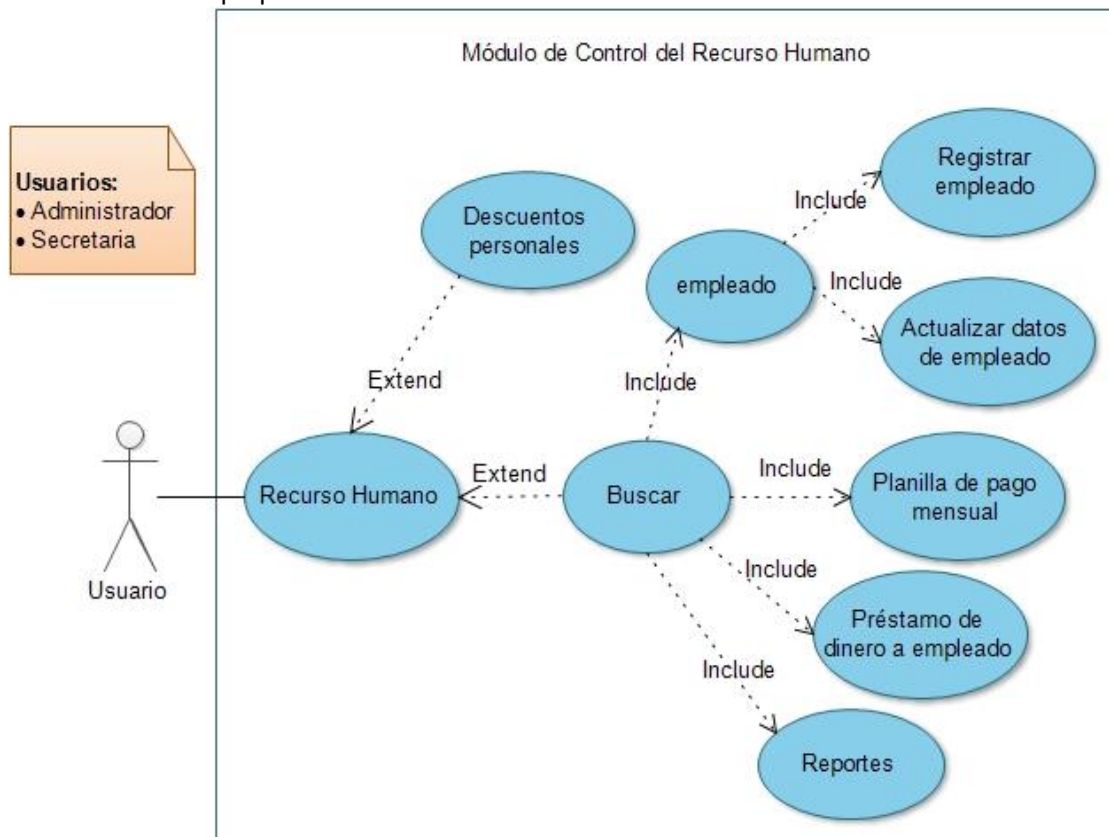 Módulo de Control del Recurso Humano
Usuarios:
• Administrador
• Secretaria
Registrar
empleado
Include
Descuentos
personales
empleado
Include
Actualizar datos
de empleado
Extend
Include
Recurso Humano
Extend
Buscar
Include
Planilla de pago
mensual
Usuario
Include
Préstamo de
dinero a empleado
Include
Reportes